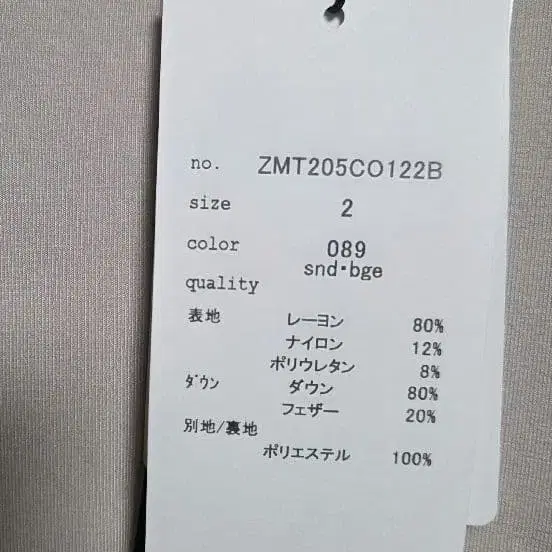 no. ZMT205CO122B
size 2
color 089
snd・bge
quality
表地 レーヨン 80%
ナイロン 12%
ポリウレタン 8%
ダウン ダウン 80%
フェザー 20%
別地/裏地
ポリエステル 100%